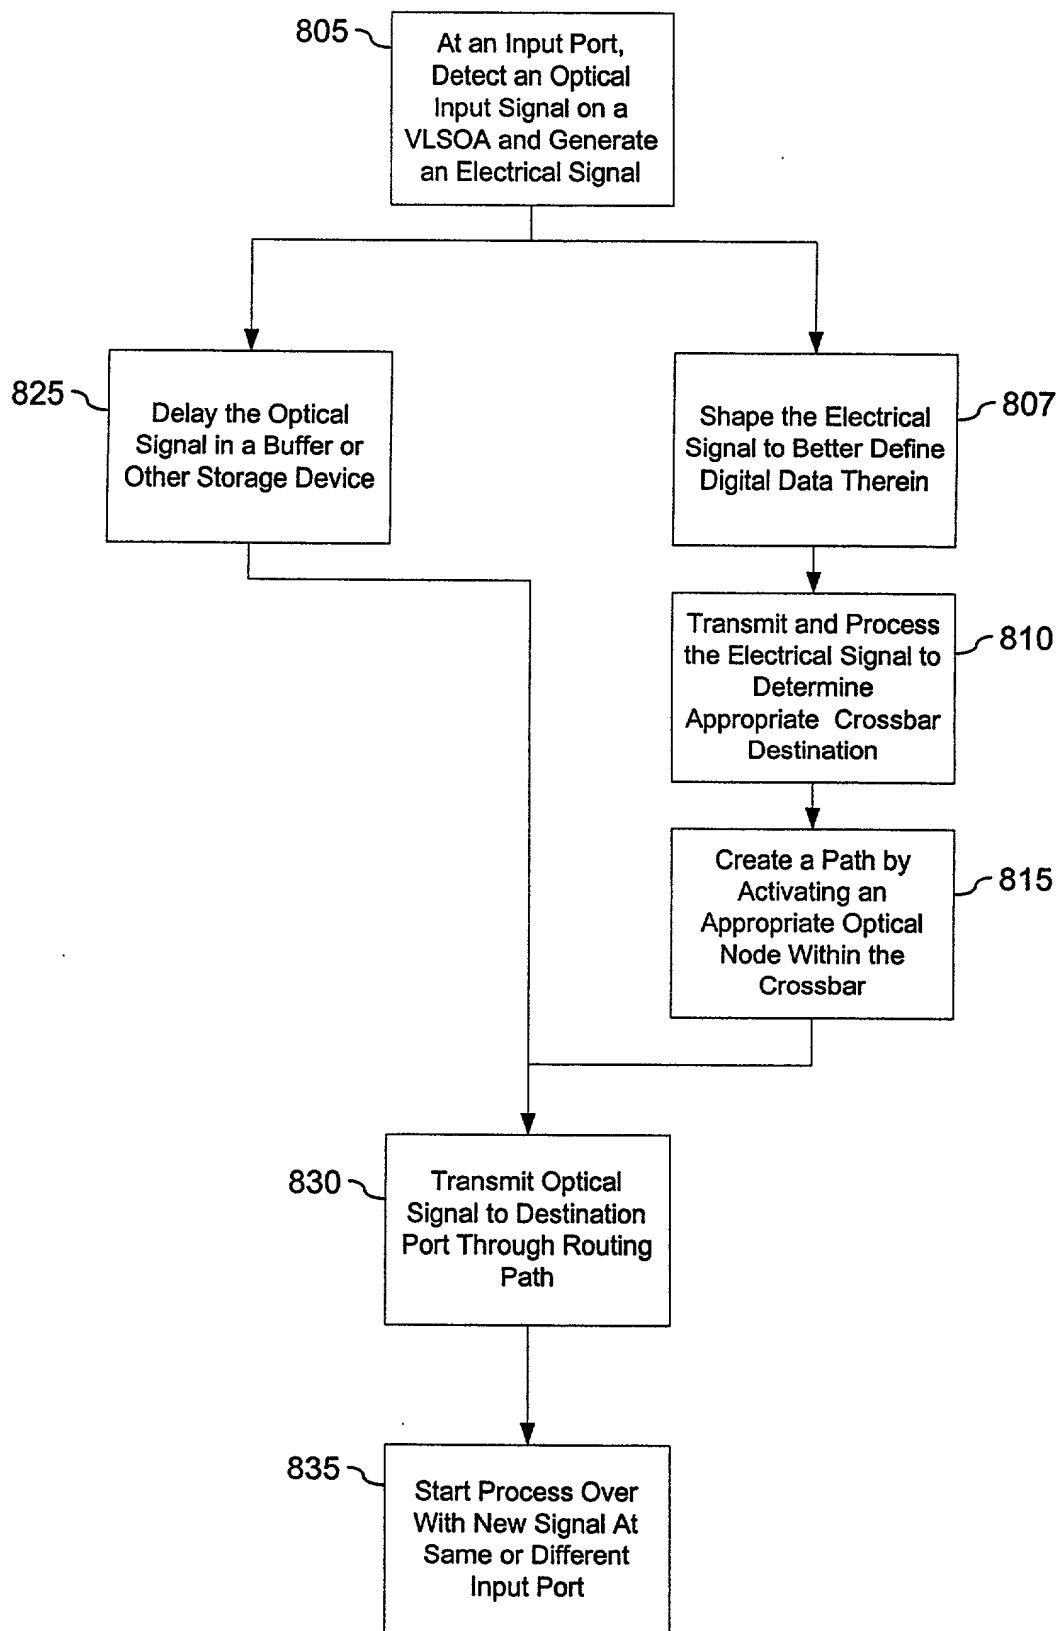 805
At an Input Port,
Detect an Optical
Input Signal on a
VLSOA and Generate
an Electrical Signal
825
Delay the Optical
Signal in a Buffer or
Other Storage Device
807
Shape the Electrical
Signal to Better Define
Digital Data Therein
810
Transmit and Process
the Electrical Signal to
Determine
Appropriate Crossbar
Destination
815
Create a Path by
Activating an
Appropriate Optical
Node Within the
Crossbar
830
Transmit Optical
Signal to Destination
Port Through Routing
Path
835
Start Process Over
With New Signal At
Same or Different
Input Port